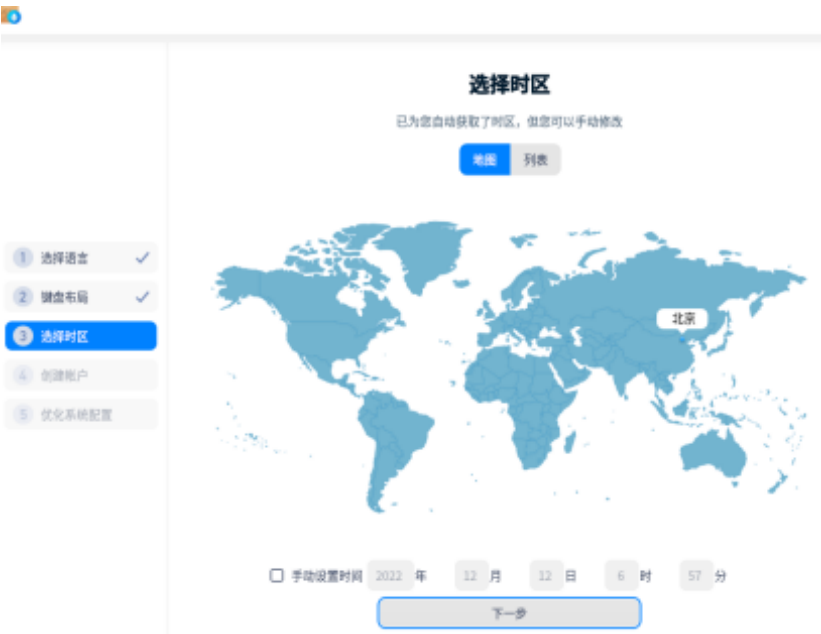 选择时区
已为您自动获取了时区，但您可以手动修改
地图 列表
1 选择语言
2 键盘布局
3 选择时区
4 创建账户
5 优化系统配置
北京
手动设置时间 2022 年 12 月 12 日 6 时 57 分
下一步